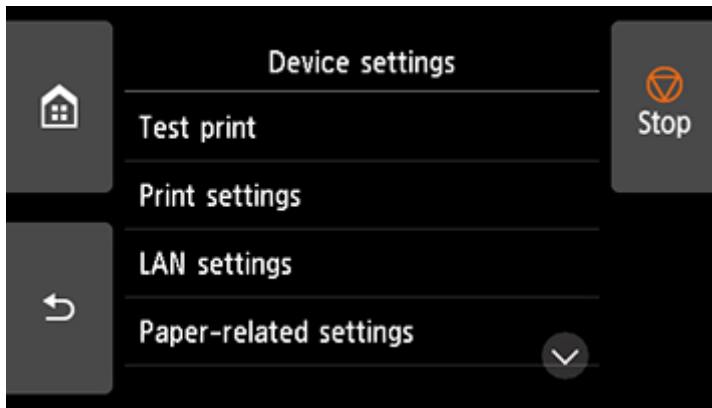 Device settings
Test print
Stop
Print settings
LAN settings
Paper-related settings